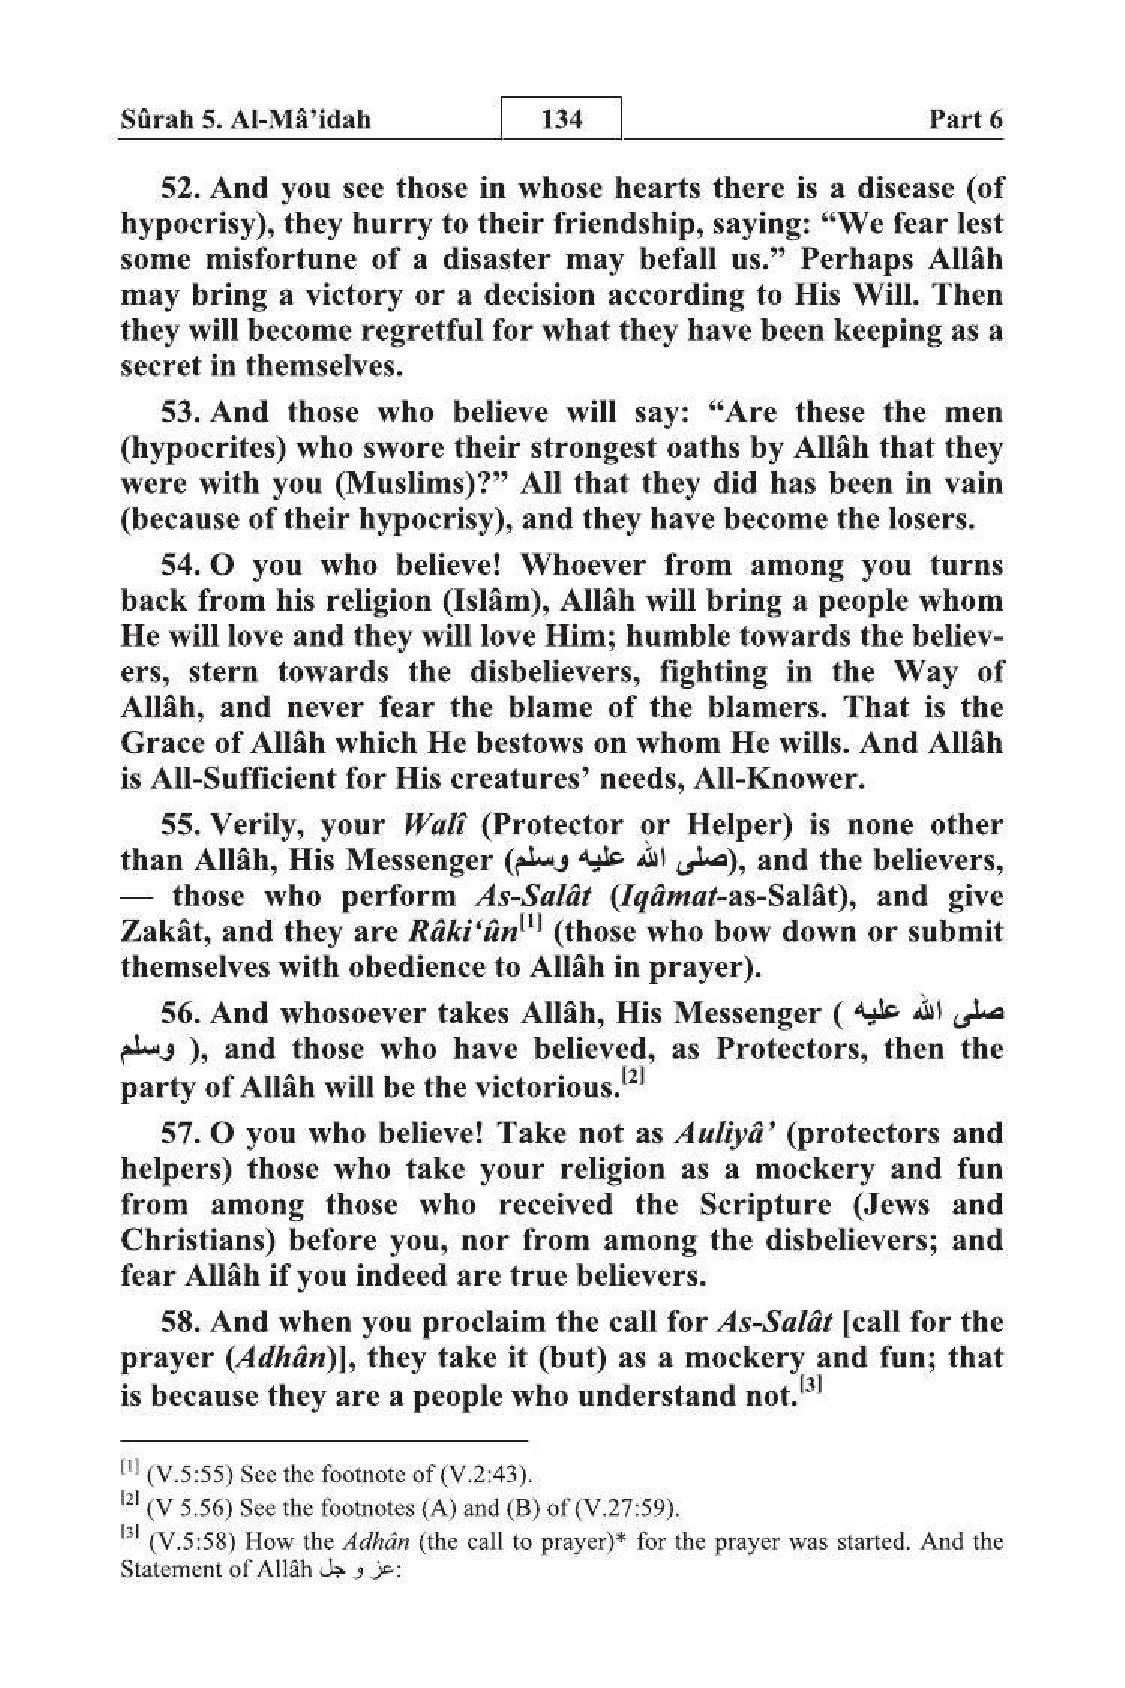 Sûrah 5. Al-Mâ’idah 134 Part 6
52. And you see those in whose hearts there is a disease (of
hypocrisy), they hurry to their friendship, saying: “We fear lest
some misfortune of a disaster may befall us.” Perhaps Allâh
may bring a victory or a decision according to His Will. Then
they will become regretful for what they have been keeping as a
secret in themselves.
53. And those who believe will say: “Are these the men
(hypocrites) who swore their strongest oaths by Allâh that they
were with you (Muslims)?” All that they did has been in vain
(because of their hypocrisy), and they have become the losers.
54. O you who believe! Whoever from among you turns
back from his religion (Islâm), Allâh will bring a people whom
He will love and they will love Him; humble towards the believ-
ers, stern towards the disbelievers, fighting in the Way of
Allâh, and never fear the blame of the blamers. That is the
Grace of Allâh which He bestows on whom He wills. And Allâh
is All-Sufficient for His creatures’ needs, All-Knower.
55. Verily, your Walî (Protector or Helper) is none other
than Allâh, His Messenger (صلى الله عليه وسلم), and the believers,
— those who perform As-Salât (Iqâmat-as-Salât), and give
Zakât, and they are Râki‘ûn[1] (those who bow down or submit
themselves with obedience to Allâh in prayer).
56. And whosoever takes Allâh, His Messenger ( صلى الله عليه
وسلم ), and those who have believed, as Protectors, then the
party of Allâh will be the victorious.[2]
57. O you who believe! Take not as Auliyâ’ (protectors and
helpers) those who take your religion as a mockery and fun
from among those who received the Scripture (Jews and
Christians) before you, nor from among the disbelievers; and
fear Allâh if you indeed are true believers.
58. And when you proclaim the call for As-Salât [call for the
prayer (Adhân)], they take it (but) as a mockery and fun; that
is because they are a people who understand not.[3]
[1] (V.5:55) See the footnote of (V.2:43).
[2] (V 5.56) See the footnotes (A) and (B) of (V.27:59).
[3] (V.5:58) How the Adhân (the call to prayer)* for the prayer was started. And the
Statement of Allâh عز و جل: